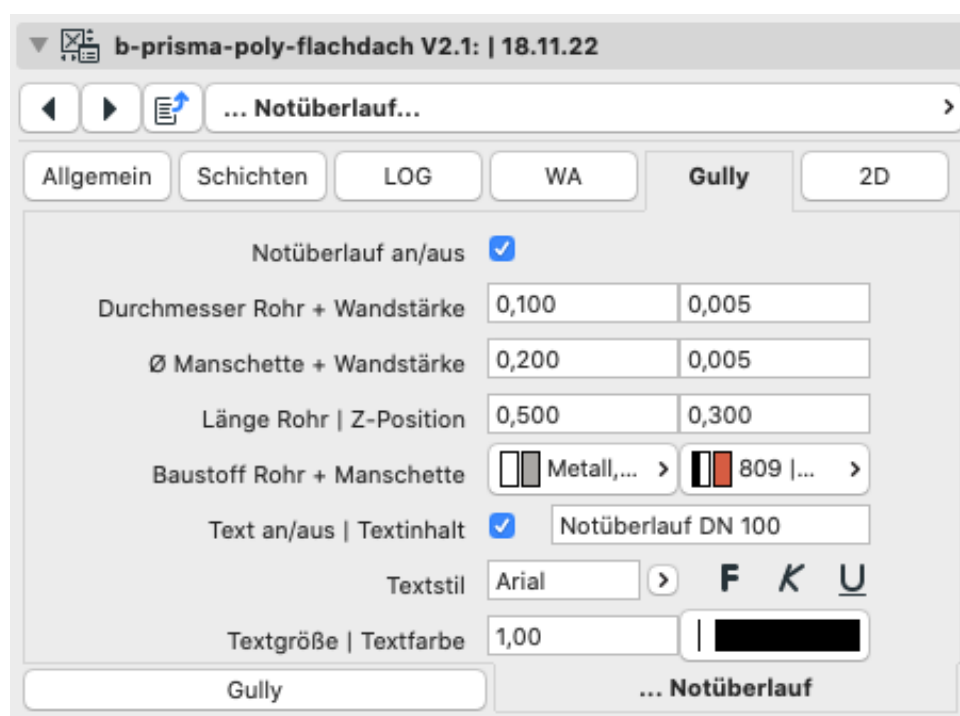 b-prisma-poly-flachdach V2.1: | 18.11.22
... Notüberlauf...
Allgemein Schichten LOG WA Gully 2D
Notüberlauf an/aus
Durchmesser Rohr + Wandstärke 0,100 0,005
Ø Manschette + Wandstärke 0,200 0,005
Länge Rohr | Z-Position 0,500 0,300
Baustoff Rohr + Manschette Metall,... 809 |...
Text an/aus | Textinhalt Notüberlauf DN 100
Textstil Arial F K U
Textgröße | Textfarbe 1,00
Gully ... Notüberlauf